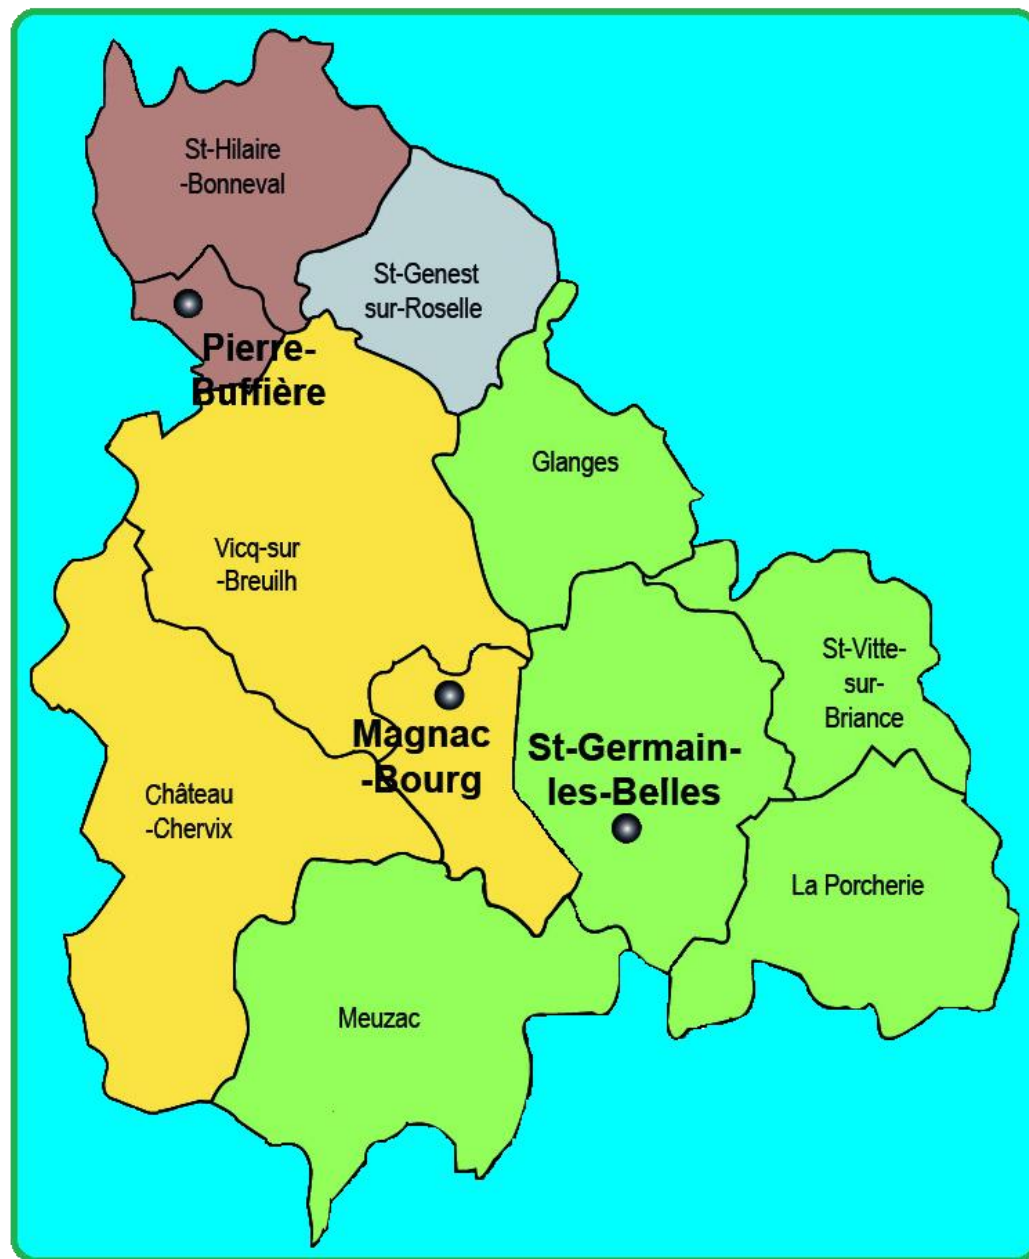 St-Hilaire
-Bonneval
St-Genest
sur-Roselle
Pierre-
Buffière
Glanges
Vicq-sur
-Breuilh
St-Vitte-
sur-
Briance
Magnac
-Bourg
St-Germain-
les-Belles
Château
-Chervix
La Porcherie
Meuzac